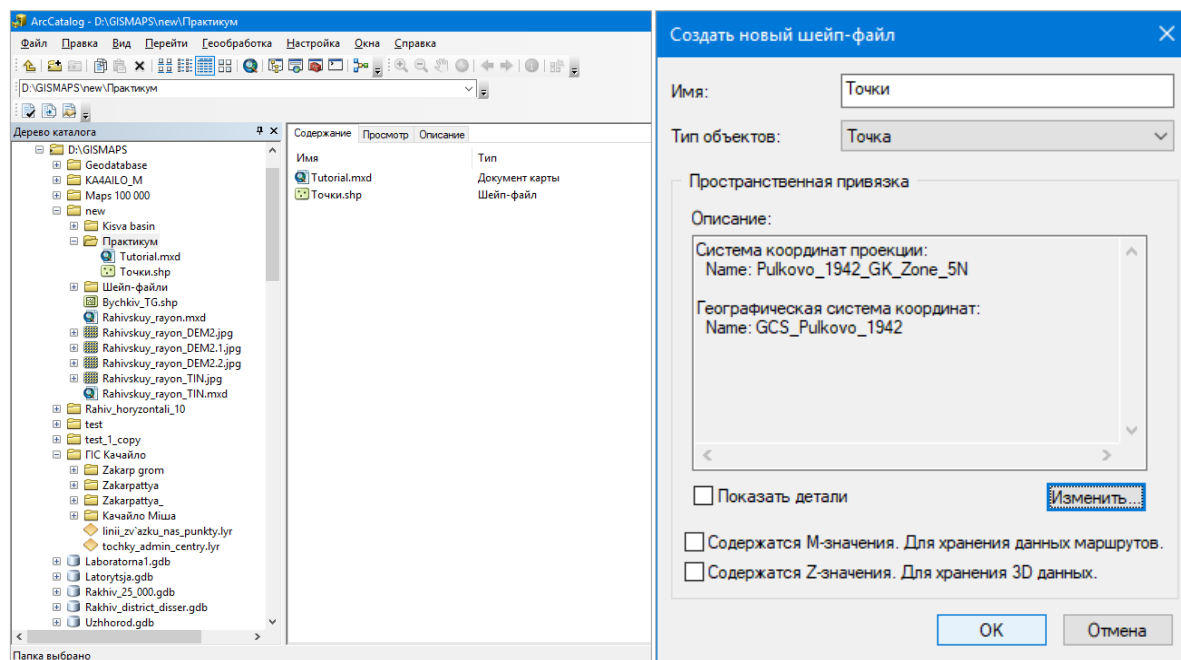 ArcCatalog - D:\GISMAPS\new\Практикум
Файл Правка Вид Перейти Геообработка Настройка Окна Справка
D:\GISMAPS\new\Практикум
Дерево каталога
D:\GISMAPS
Geodatabase
KA4AILO_M
Maps 100 000
new
Kisva basin
Практикум
Tutorial.mxd
Точки.shp
Шейп-файли
Bychkiv_TG.shp
Rahivskuy_rayon.mxd
Rahivskuy_rayon_DEM2.jpg
Rahivskuy_rayon_DEM2.1.jpg
Rahivskuy_rayon_DEM2.2.jpg
Rahivskuy_rayon_TIN.jpg
Rahivskuy_rayon_TIN.mxd
Rahiv_horyzontali_10
test
test_1_copy
ГІС Качайло
Zakarp grom
Zakarpattya
Zakarpattya_
Качайло Міша
linii_zv`azku_nas_punkty.lyr
tochky_admin_centry.lyr
Laboratorna1.gdb
Latorytsja.gdb
Rakhiv_25_000.gdb
Rakhiv_district_disser.gdb
Uzhhorod.gdb
Папка выбрано
Содержание Просмотр Описание
Имя Тип
Tutorial.mxd Документ карты
Точки.shp Шейп-файл
Создать новый шейп-файл
Имя: Точки
Тип объектов: Точка
Пространственная привязка
Описание:
Система координат проекции:
Name: Pulkovo_1942_GK_Zone_5N
Географическая система координат:
Name: GCS_Pulkovo_1942
Показать детали Изменить...
Содержатся M-значения. Для хранения данных маршрутов.
Содержатся Z-значения. Для хранения 3D данных.
OK Отмена